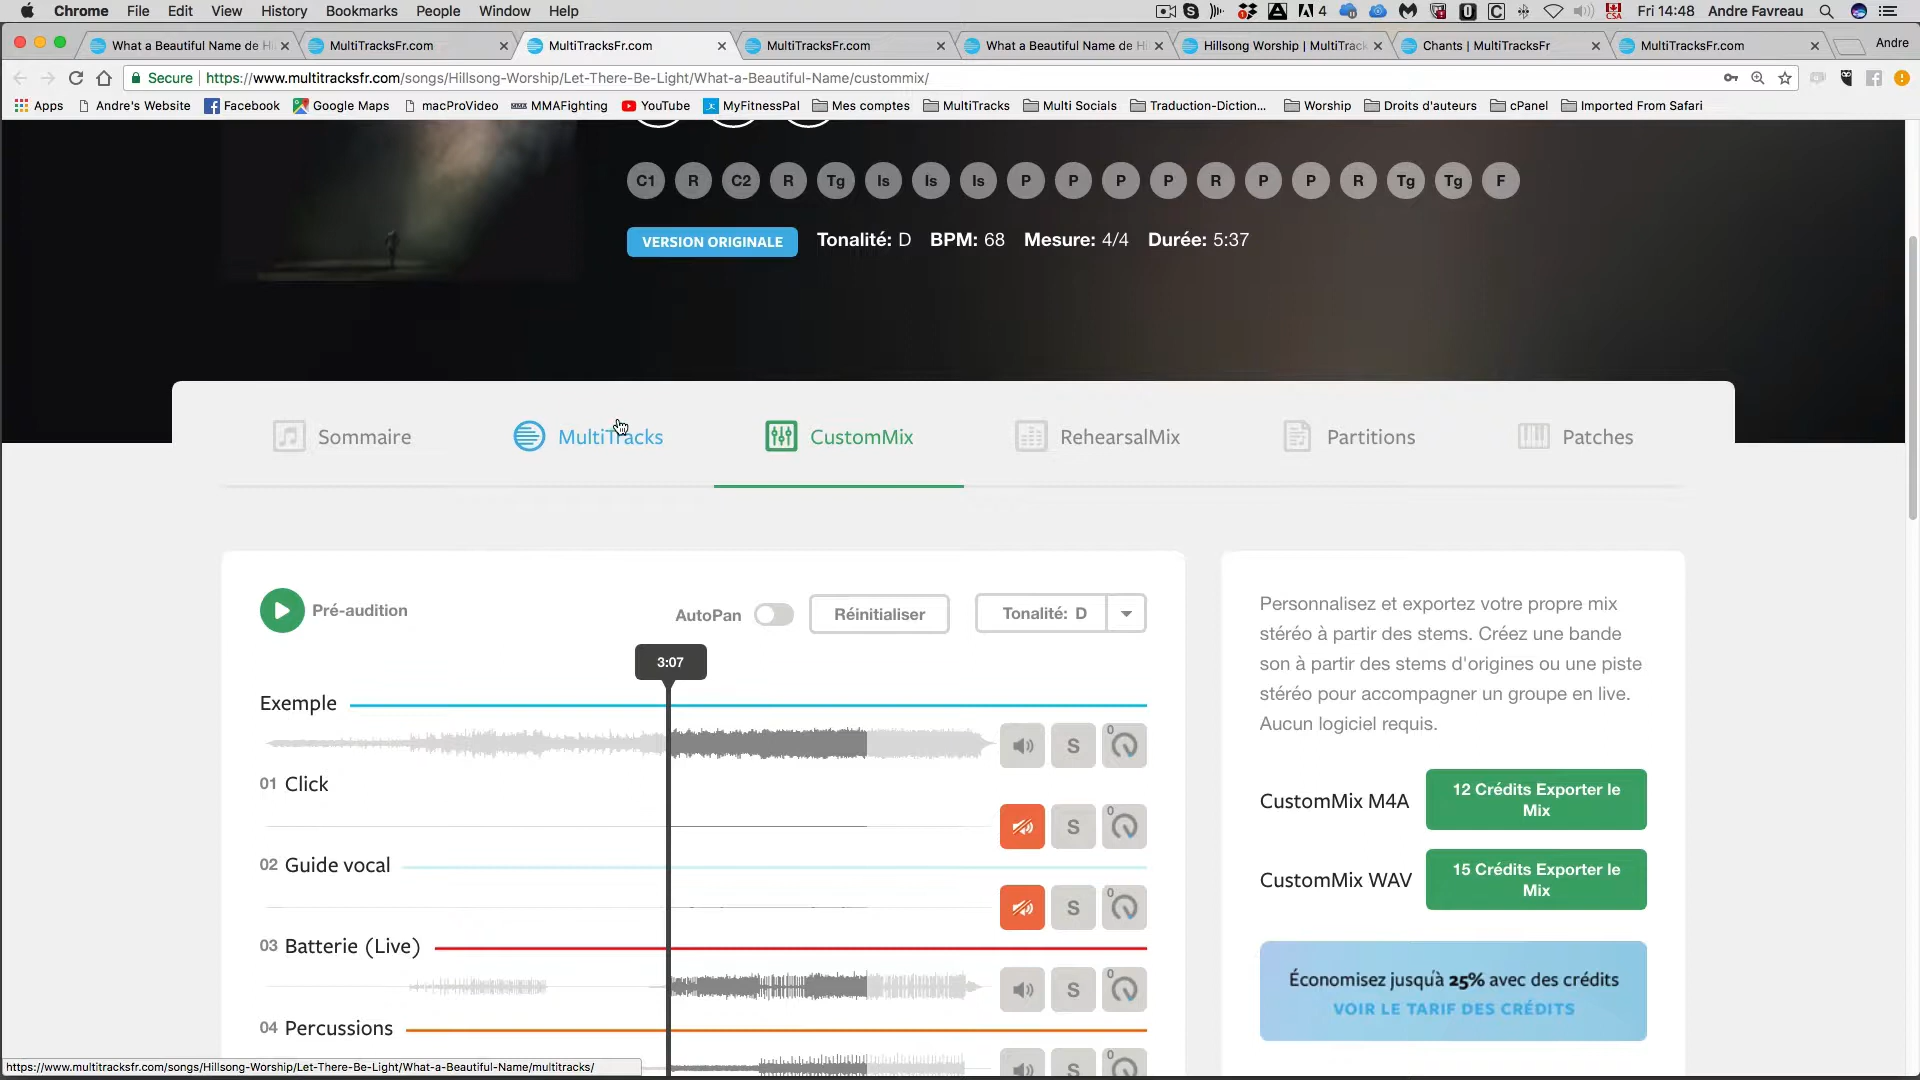 Chrome File Edit View History Bookmarks People Window Help 4 Fri 14:48 Andre Favreau
What a Beautiful Name de Hi MultiTracksFr.com MultiTracksFr.com MultiTracksFr.com What a Beautiful Name de Hi Hillsong Worship | MultiTrack Chants | MultiTracksFr MultiTracksFr.com Andre
Secure https://www.multitracksfr.com/songs/Hillsong-Worship/Let-There-Be-Light/What-a-Beautiful-Name/custommix/
Apps Andre's Website Facebook Google Maps macProVideo MMAFighting YouTube MyFitnessPal Mes comptes MultiTracks Multi Socials Traduction-Diction... Worship Droits d'auteurs cPanel Imported From Safari
C1 R C2 R Tg Is Is Is P P P P R P P R Tg Tg F
VERSION ORIGINALE Tonalité: D BPM: 68 Mesure: 4/4 Durée: 5:37
Sommaire MultiTracks CustomMix RehearsalMix Partitions Patches
Pré-audition AutoPan Réinitialiser Tonalité: D
3:07
Exemple
S 0
01 Click
S 0
02 Guide vocal
S 0
03 Batterie (Live)
S 0
04 Percussions
S 0
Personnalisez et exportez votre propre mix
stéréo à partir des stems. Créez une bande
son à partir des stems d'origines ou une piste
stéréo pour accompagner un groupe en live.
Aucun logiciel requis.
CustomMix M4A 12 Crédits Exporter le
Mix
CustomMix WAV 15 Crédits Exporter le
Mix
Économisez jusqu'à 25% avec des crédits
VOIR LE TARIF DES CRÉDITS
https://www.multitracksfr.com/songs/Hillsong-Worship/Let-There-Be-Light/What-a-Beautiful-Name/multitracks/